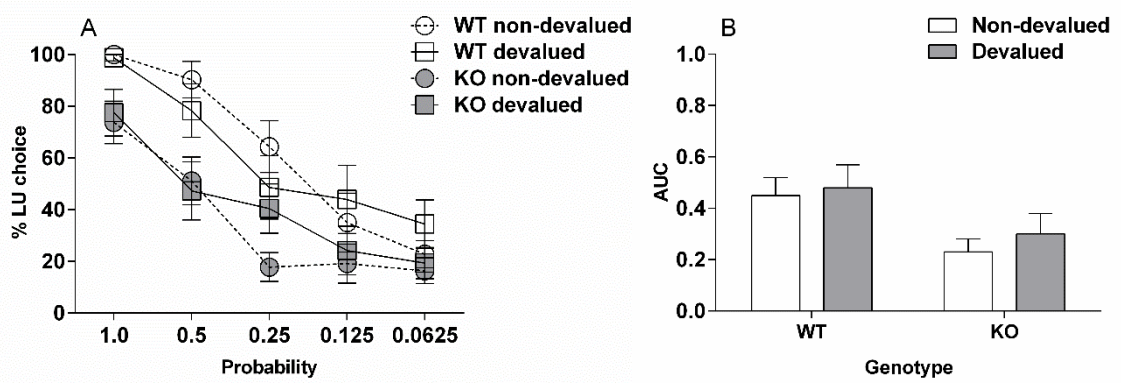 A
WT non-devalued
WT devalued
KO non-devalued
KO devalued
100
80
60
40
20
0
% LU choice
1.0 0.5 0.25 0.125 0.0625
Probability
B
Non-devalued
Devalued
1.0
0.8
0.6
0.4
0.2
0.0
AUC
WT KO
Genotype